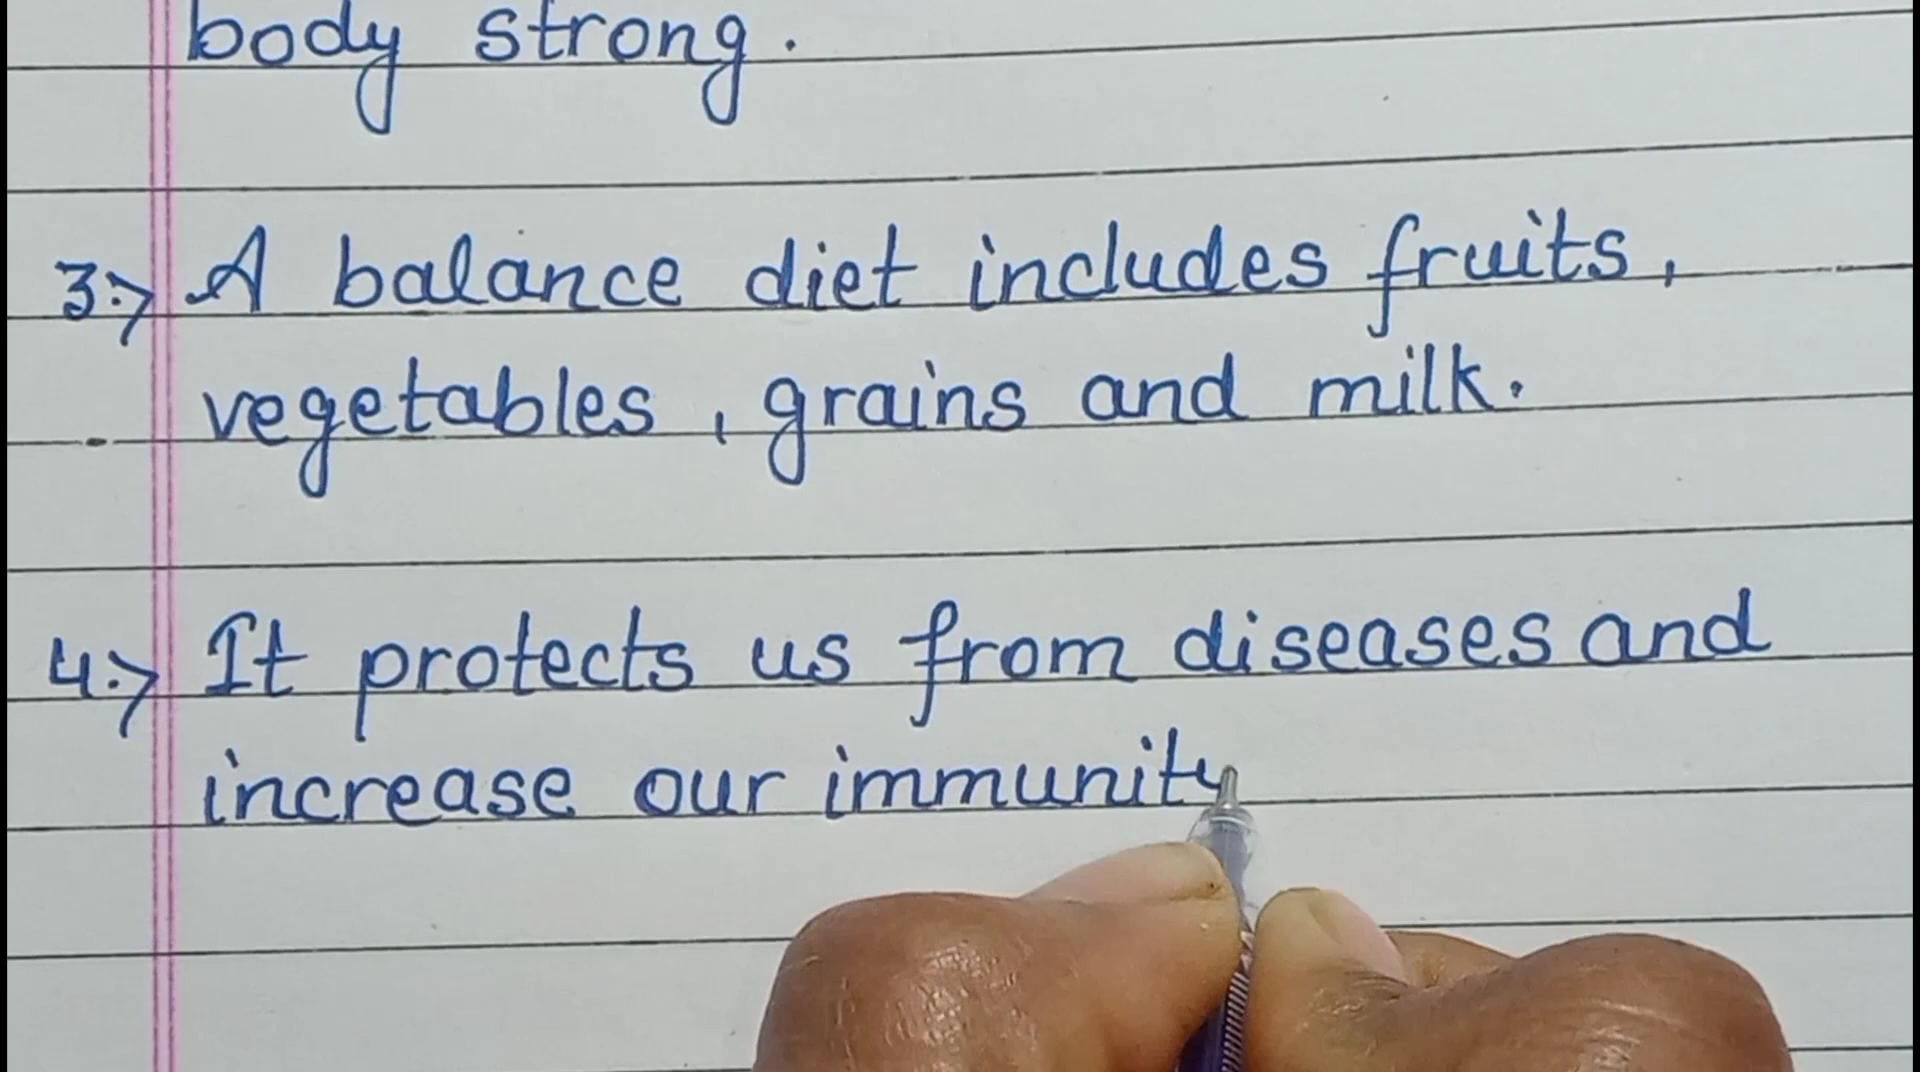 body strong.
3:> A balance diet includes fruits,
vegetables, grains and milk.
4:> It protects us from diseases and
increase our immunity